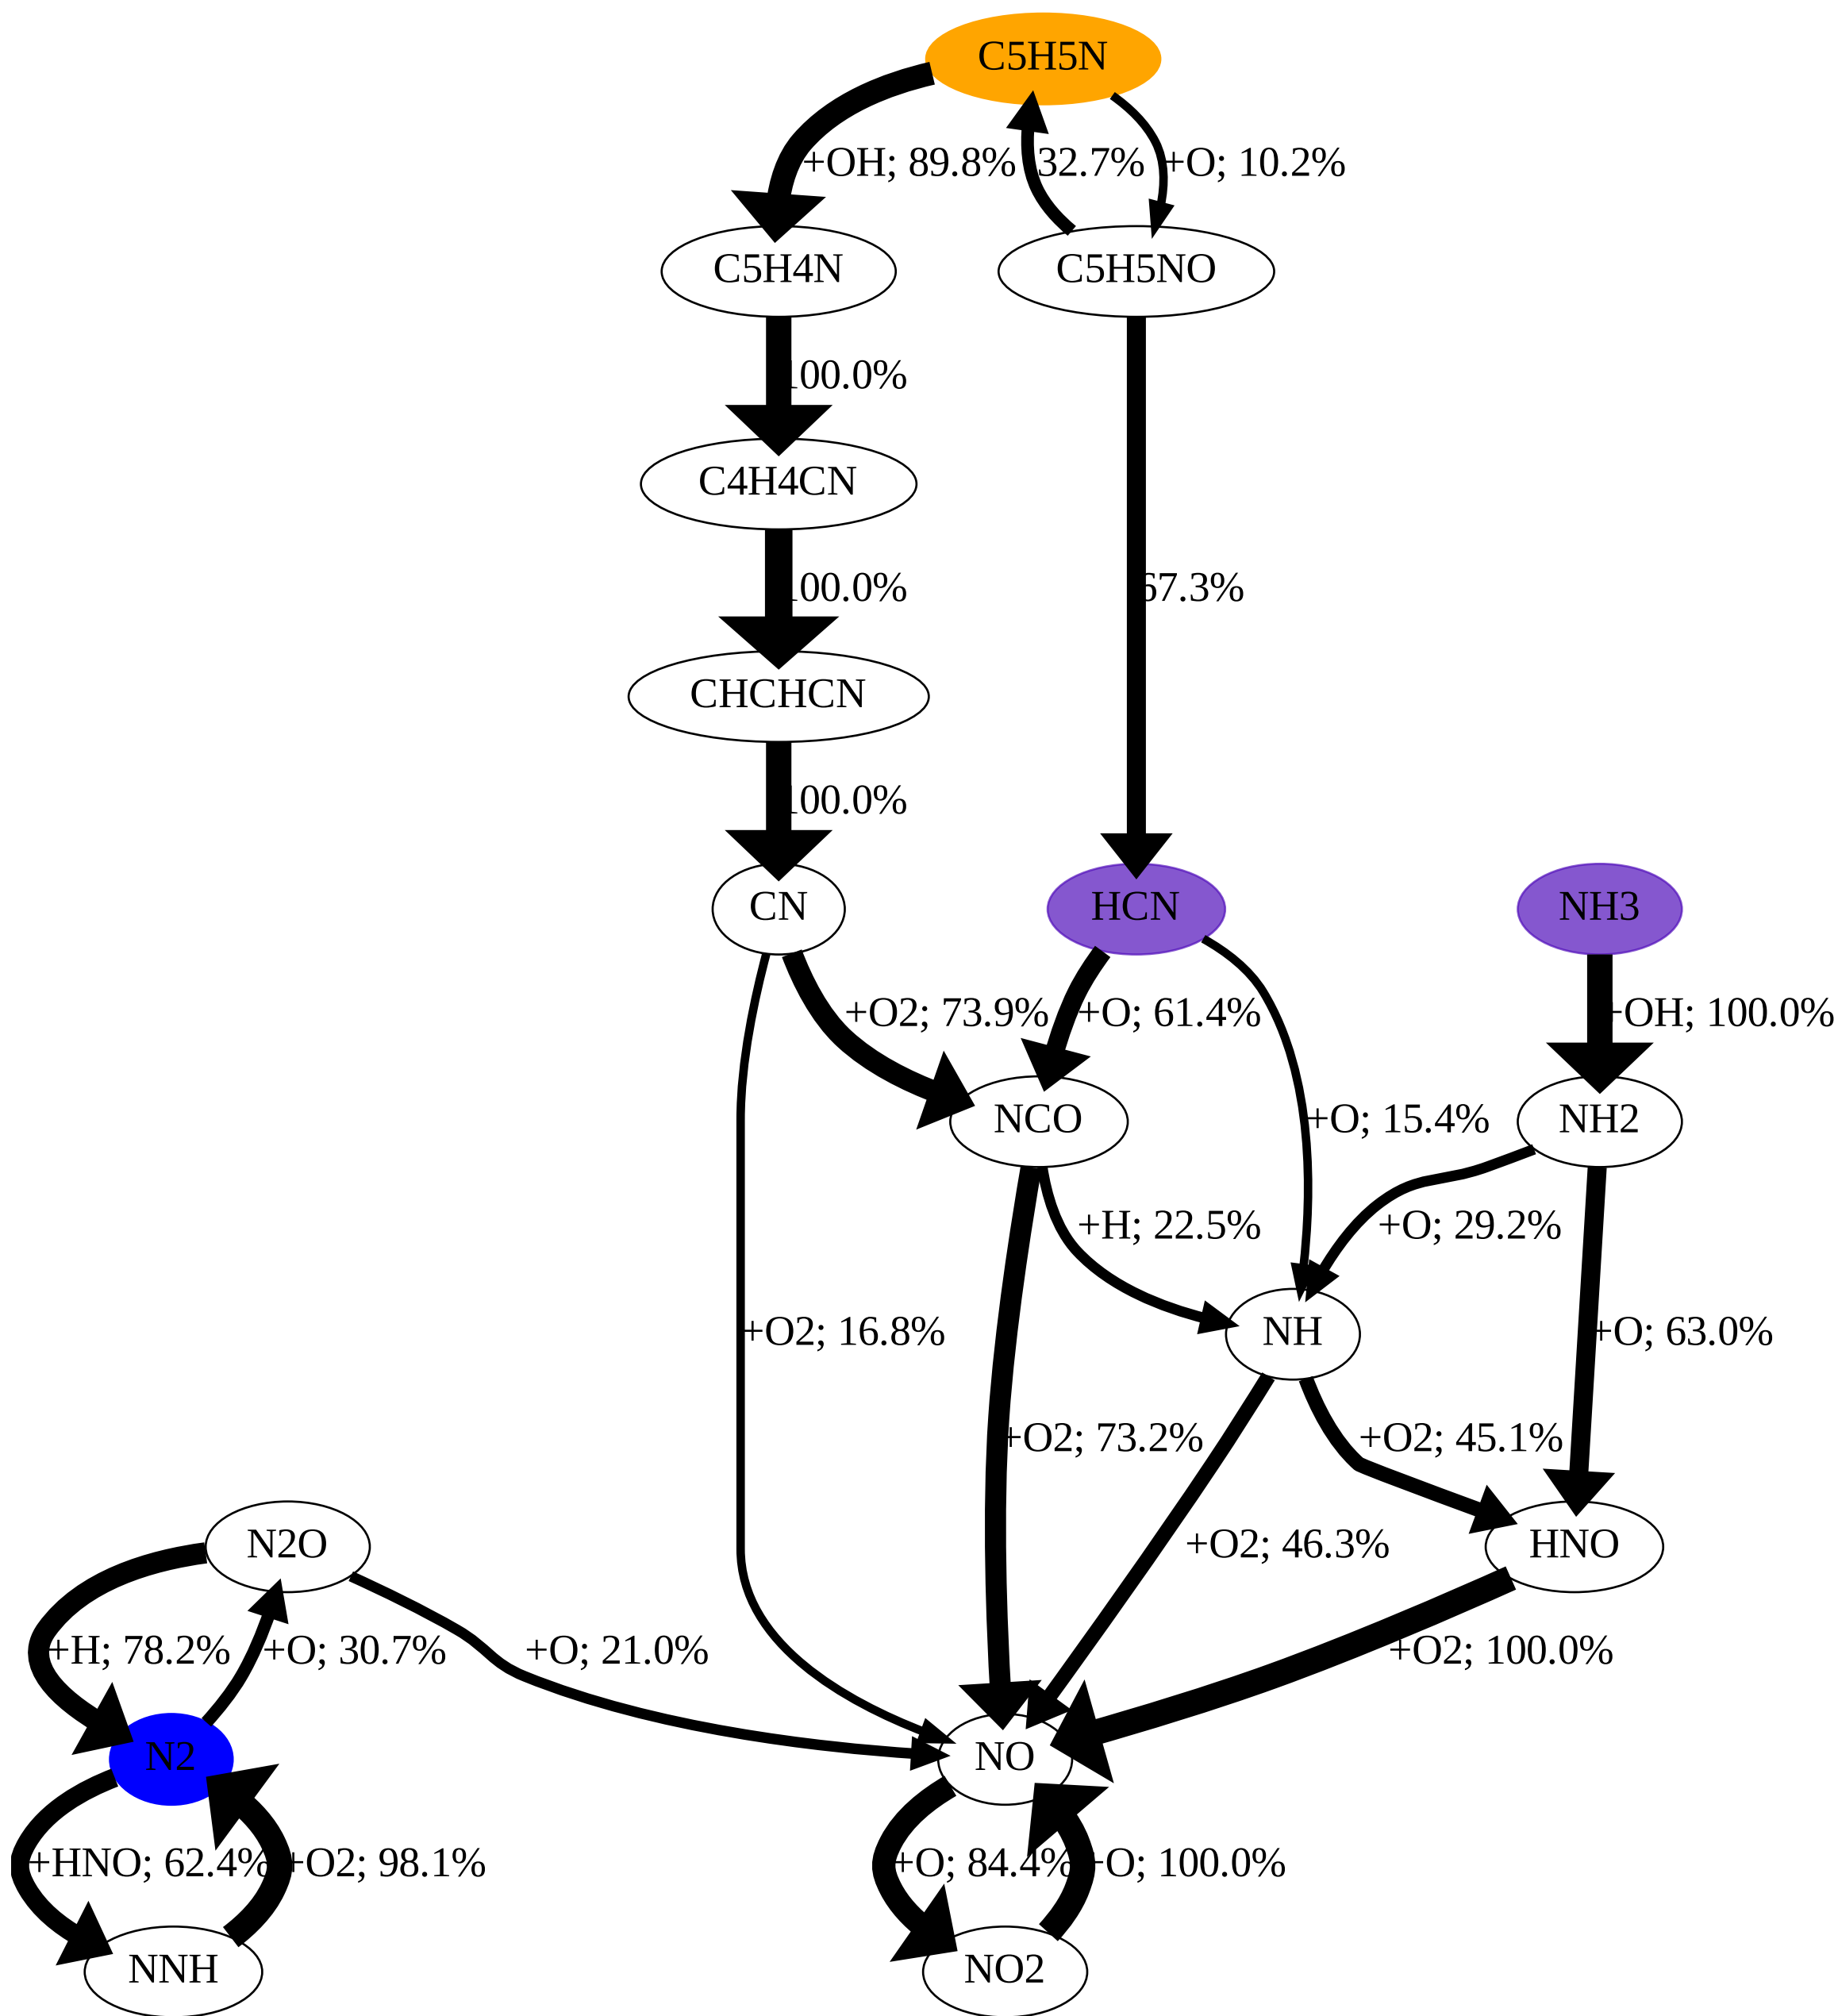 C5H5N
+OH; 89.8%
32.7%
+O; 10.2%
C5H4N
C5H5NO
100.0%
C4H4CN
100.0%
67.3%
CHCHCN
100.0%
CN
HCN
NH3
+O2; 73.9%
+O; 61.4%
+OH; 100.0%
NCO
+O; 15.4%
NH2
+H; 22.5%
+O; 29.2%
+O2; 16.8%
NH
+O; 63.0%
+O2; 73.2%
+O2; 45.1%
N2O
+O2; 46.3%
HNO
+H; 78.2%
+O; 30.7%
+O; 21.0%
+O2; 100.0%
N2
NO
+HNO; 62.4%
+O2; 98.1%
+O; 84.4%
+O; 100.0%
NNH
NO2